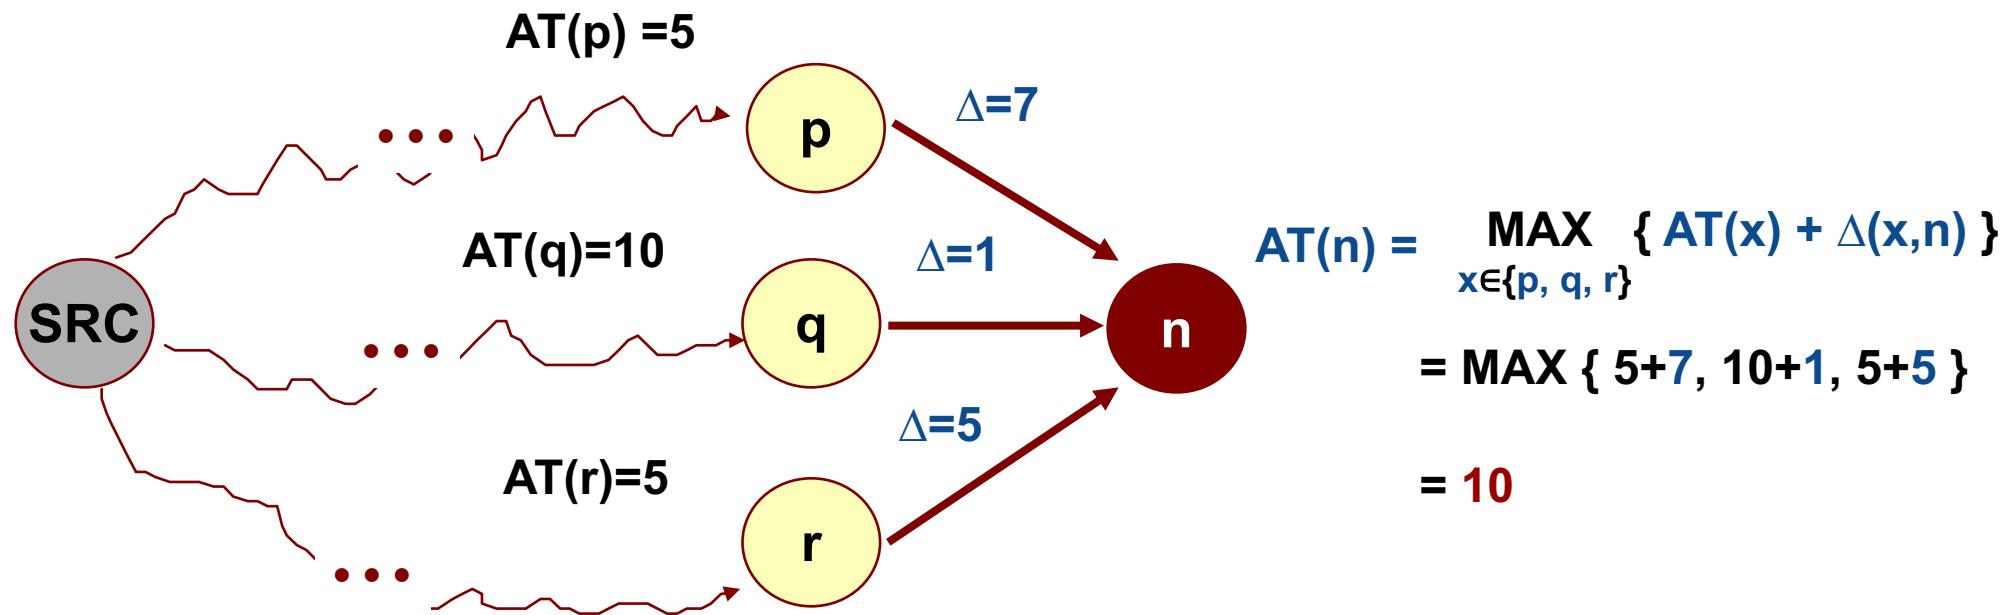 AT(p) =5
p
Δ=7
AT(q)=10
Δ=1
SRC
q
n
AT(r)=5
Δ=5
r
AT(n) = MAX { AT(x) + Δ(x,n) }
x∈{p, q, r}
= MAX { 5+7, 10+1, 5+5 }
= 10